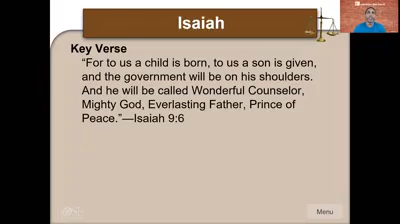 Isaiah
Key Verse
“For to us a child is born, to us a son is given,
and the government will be on his shoulders.
And he will be called Wonderful Counselor,
Mighty God, Everlasting Father, Prince of
Peace.”—Isaiah 9:6
Menu